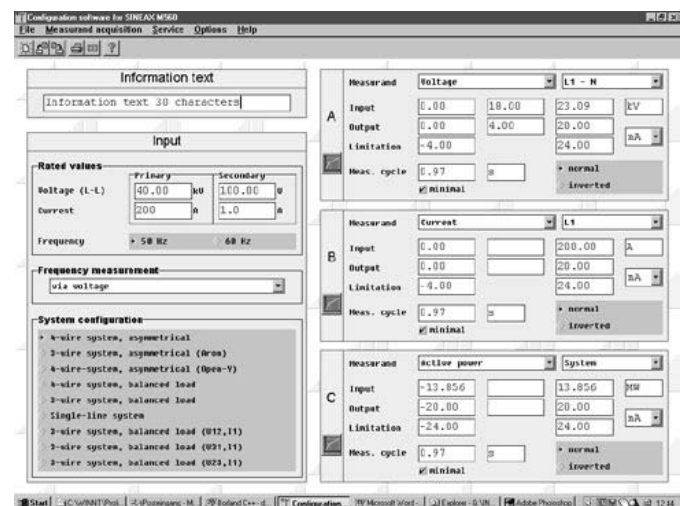 Configuration software for SINEAX M560
File Measurand acquisition Service Options Help
Information text
Information text 30 characters
Input
Rated values
Primary Secondary
Voltage (L-L) 40.00 kV 100.00 V
Current 200 A 1.0 A
Frequency 50 Hz 60 Hz
Frequency measurement
via voltage
System configuration
4-wire system, asymmetrical
3-wire system, asymmetrical (Aron)
4-wire-system, asymmetrical (Open-Y)
4-wire system, balanced load
3-wire system, balanced load
Single-line system
3-wire system, balanced load (U12,I1)
3-wire system, balanced load (U31,I1)
3-wire system, balanced load (U23,I1)
A
Measurand Voltage L1 - N
Input 0.00 18.00 23.09 kV
Output 0.00 4.00 20.00 mA
Limitation -4.00 24.00
Meas. cycle 0.97 s normal
minimal inverted
B
Measurand Current L1
Input 0.00 200.00 A
Output 0.00 20.00 mA
Limitation -4.00 24.00
Meas. cycle 0.97 s normal
minimal inverted
C
Measurand Active power System
Input -13.856 13.856 MW
Output -20.00 20.00 mA
Limitation -24.00 24.00
Meas. cycle 0.97 s normal
minimal inverted
Start C:\WINNT\Profi.. Posteingang - M.. Borland C++ - d.. Configuration Microsoft Word - Explorer - G:\IN.. Adobe Photoshop 12:14